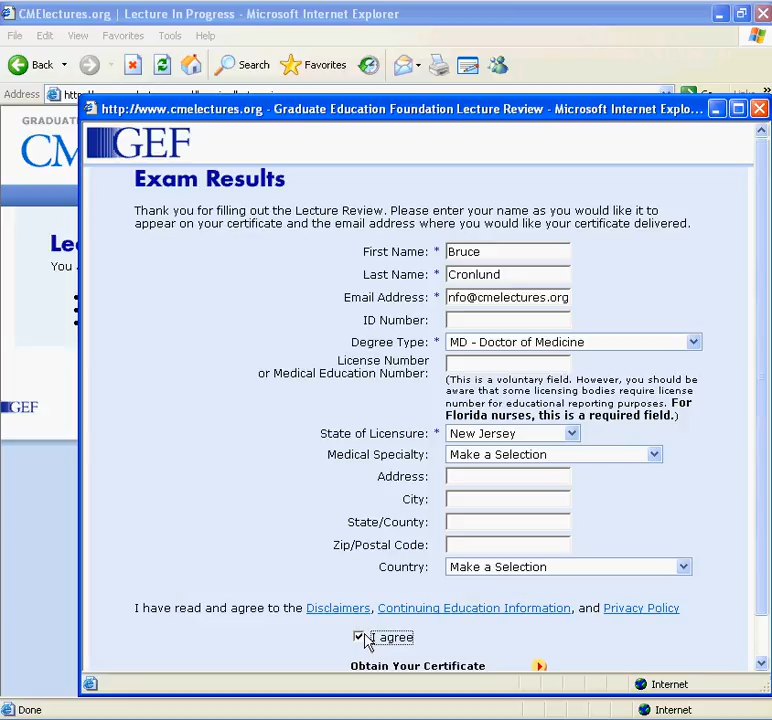 CMElectures.org | Lecture In Progress - Microsoft Internet Explorer
File Edit View Favorites Tools Help
Back Search Favorites
Address
http://www.cmelectures.org - Graduate Education Foundation Lecture Review - Microsoft Internet Explo...
GEF
Exam Results
Thank you for filling out the Lecture Review. Please enter your name as you would like it to
appear on your certificate and the email address where you would like your certificate delivered.
First Name: * Bruce
Last Name: * Cronlund
Email Address: * nfo@cmelectures.org
ID Number:
Degree Type: * MD - Doctor of Medicine
License Number
or Medical Education Number:
(This is a voluntary field. However, you should be
aware that some licensing bodies require license
number for educational reporting purposes. For
Florida nurses, this is a required field.)
State of Licensure: * New Jersey
Medical Specialty: Make a Selection
Address:
City:
State/County:
Zip/Postal Code:
Country: Make a Selection
I have read and agree to the Disclaimers, Continuing Education Information, and Privacy Policy
I agree
Obtain Your Certificate
Internet
GRADUAT
CM
Le
You
GEF
Done Internet